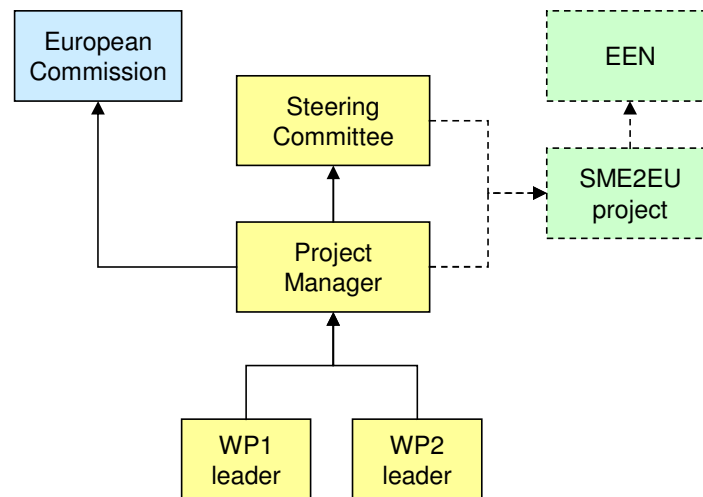 European
Commission
EEN
Steering
Committee
SME2EU
project
Project
Manager
WP1
leader
WP2
leader